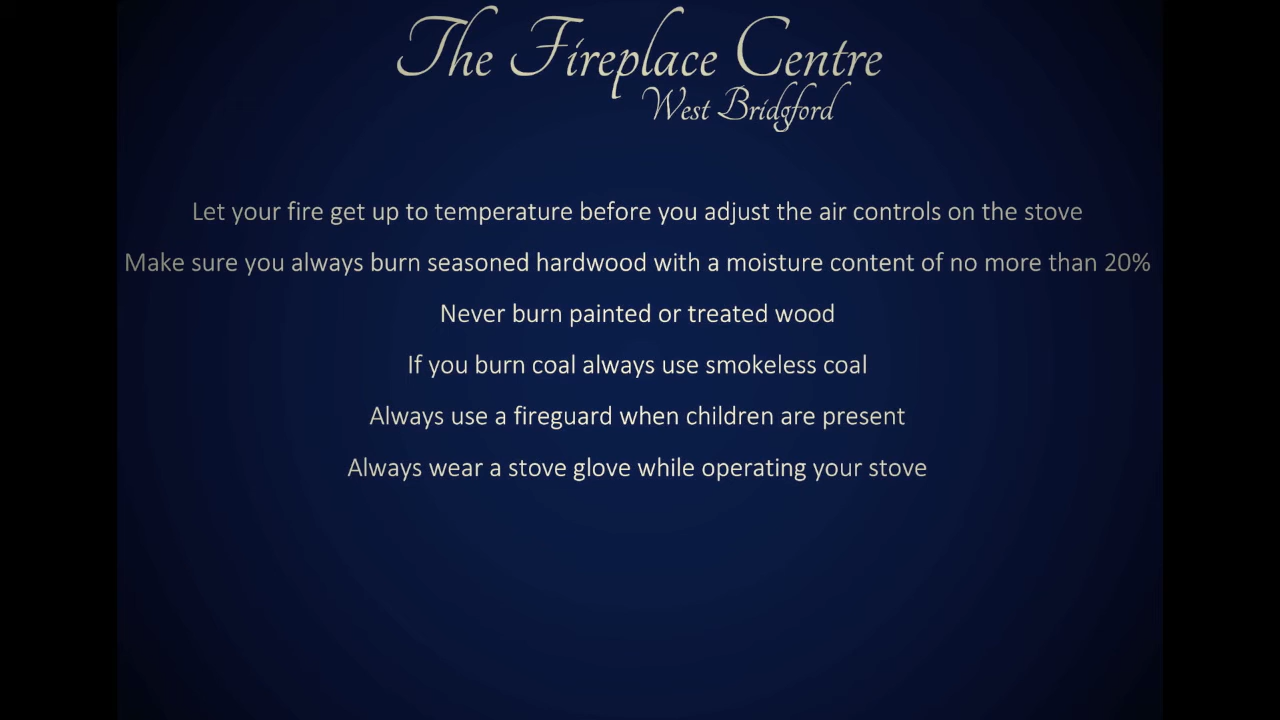 The Fireplace Centre
West Bridgford
Let your fire get up to temperature before you adjust the air controls on the stove
Make sure you always burn seasoned hardwood with a moisture content of no more than 20%
Never burn painted or treated wood
If you burn coal always use smokeless coal
Always use a fireguard when children are present
Always wear a stove glove while operating your stove